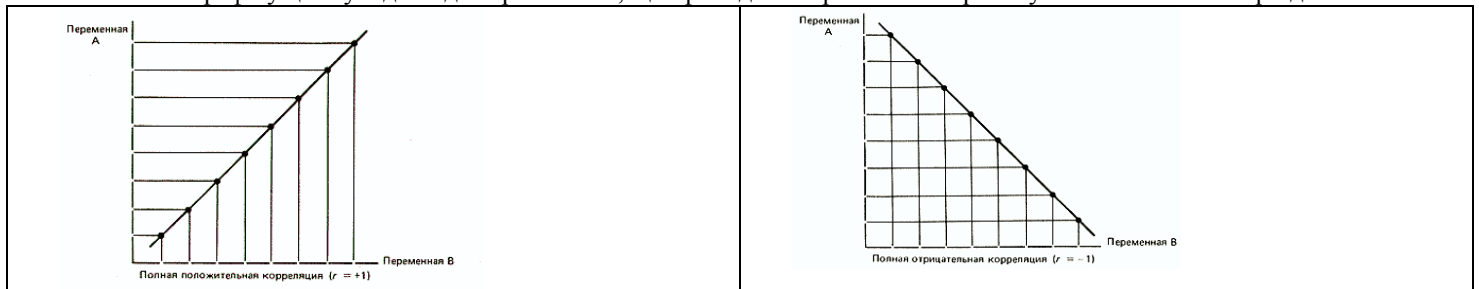 Переменная
А
Переменная В
Полная положительная корреляция (r = +1)
Переменная
А
Переменная В
Полная отрицательная корреляция (r = −1)